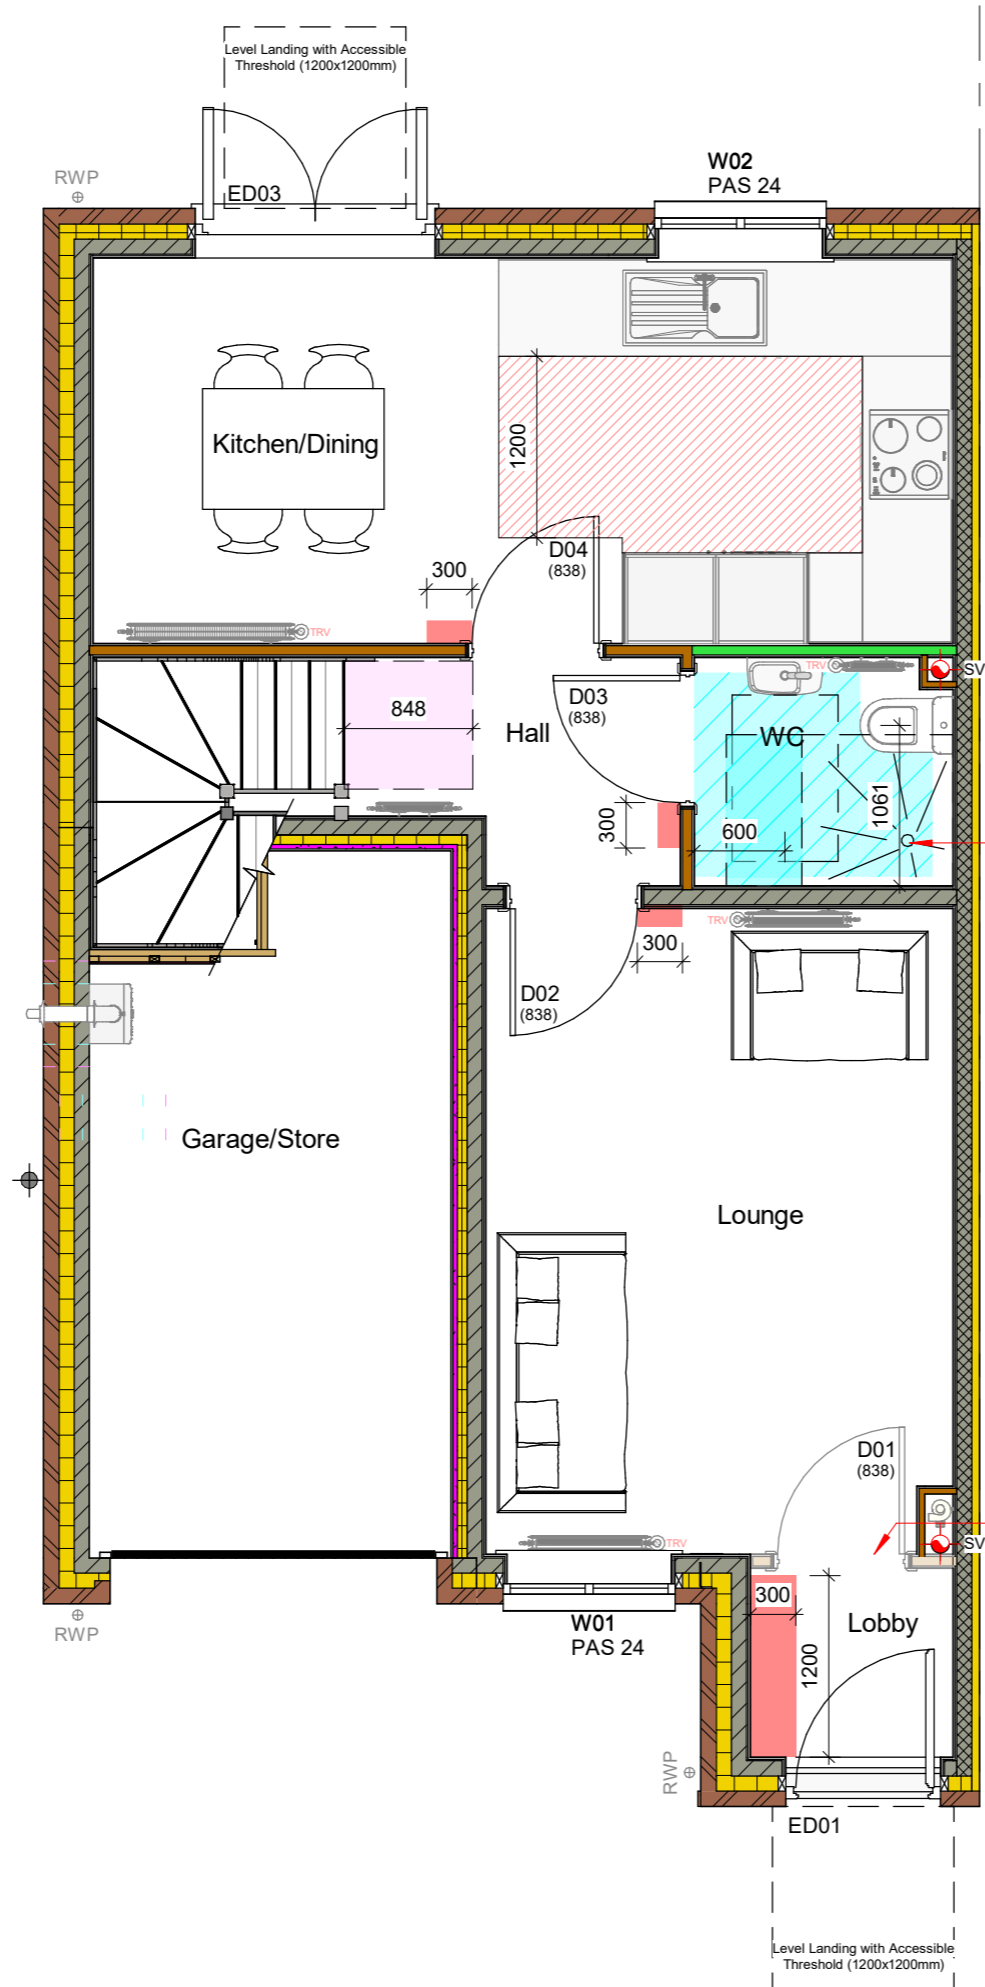 Level Landing with Accessible
Threshold (1200x1200mm)
RWP
ED03
W02
PAS 24
Kitchen/Dining
1200
D04
(838)
300
TRV
848
Hall
D03
(838)
TRV
SV
WC
1061
300
600
TRV
300
D02
(838)
Garage/Store
Lounge
D01
(838)
TRV
SV
RWP
W01
PAS 24
300
Lobby
1200
RWP
ED01
Level Landing with Accessible
Threshold (1200x1200mm)